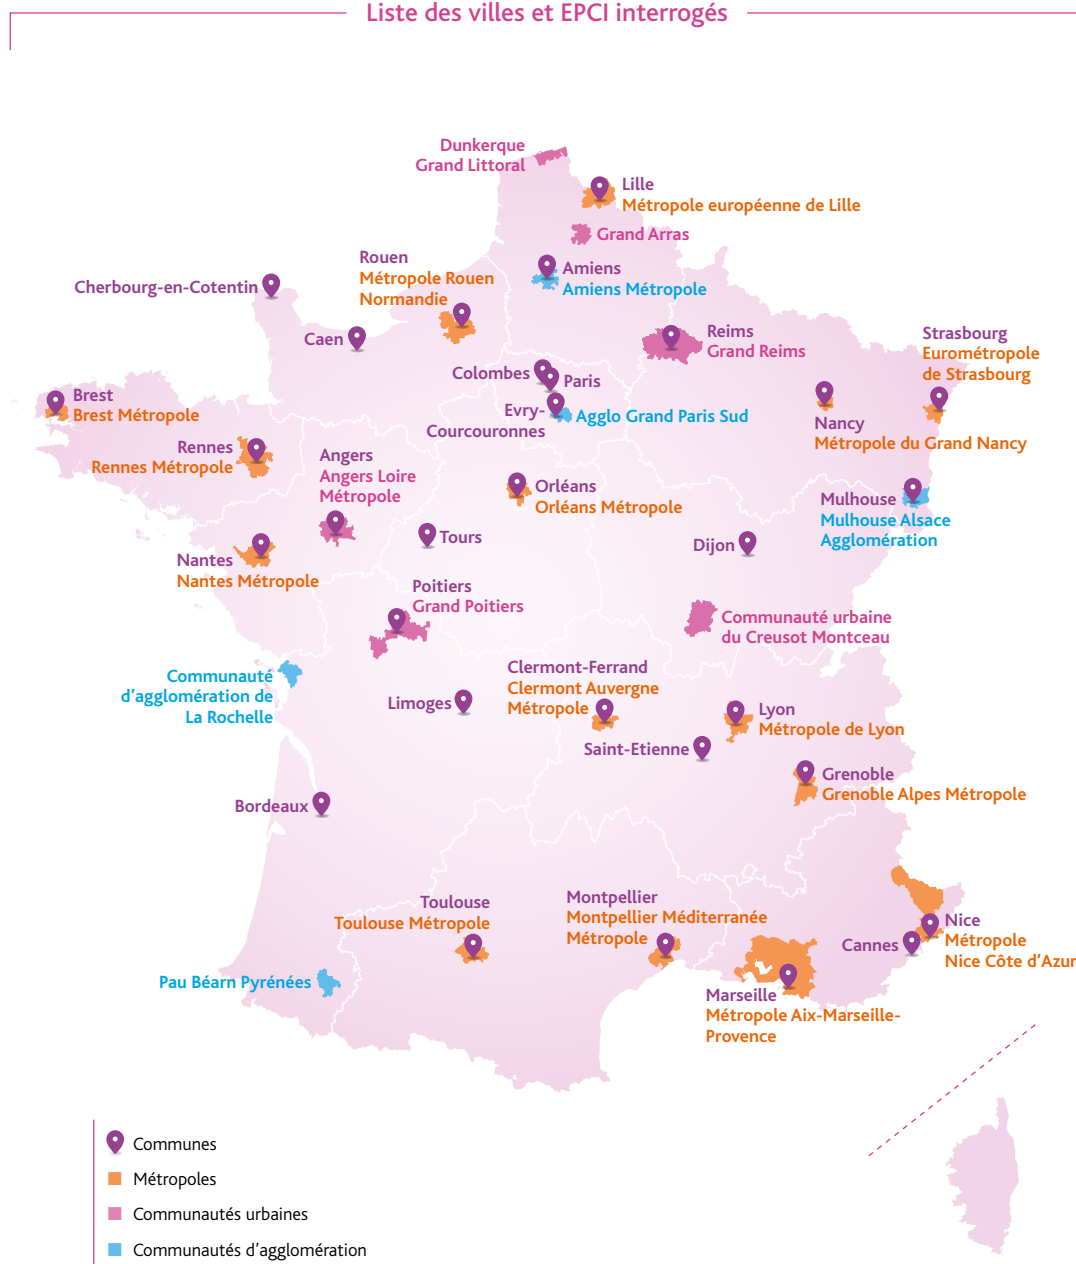 Liste des villes et EPCI interrogés
Dunkerque
Grand Littoral
Lille
Métropole européenne de Lille
Grand Arras
Rouen
Métropole Rouen
Normandie
Amiens
Amiens Métropole
Cherbourg-en-Cotentin
Caen
Reims
Grand Reims
Strasbourg
Eurométropole
de Strasbourg
Colombes
Paris
Brest
Brest Métropole
Evry-
Courcouronnes
Agglo Grand Paris Sud
Nancy
Métropole du Grand Nancy
Rennes
Rennes Métropole
Angers
Angers Loire
Métropole
Orléans
Orléans Métropole
Mulhouse
Mulhouse Alsace
Agglomération
Tours
Dijon
Nantes
Nantes Métropole
Poitiers
Grand Poitiers
Communauté urbaine
du Creusot Montceau
Communauté
d'agglomération de
La Rochelle
Clermont-Ferrand
Clermont Auvergne
Métropole
Limoges
Lyon
Métropole de Lyon
Saint-Etienne
Grenoble
Grenoble Alpes Métropole
Bordeaux
Toulouse
Toulouse Métropole
Montpellier
Montpellier Méditerranée
Métropole
Nice
Métropole
Nice Côte d'Azur
Cannes
Pau Béarn Pyrénées
Marseille
Métropole Aix-Marseille-
Provence
Communes
Métropoles
Communautés urbaines
Communautés d'agglomération